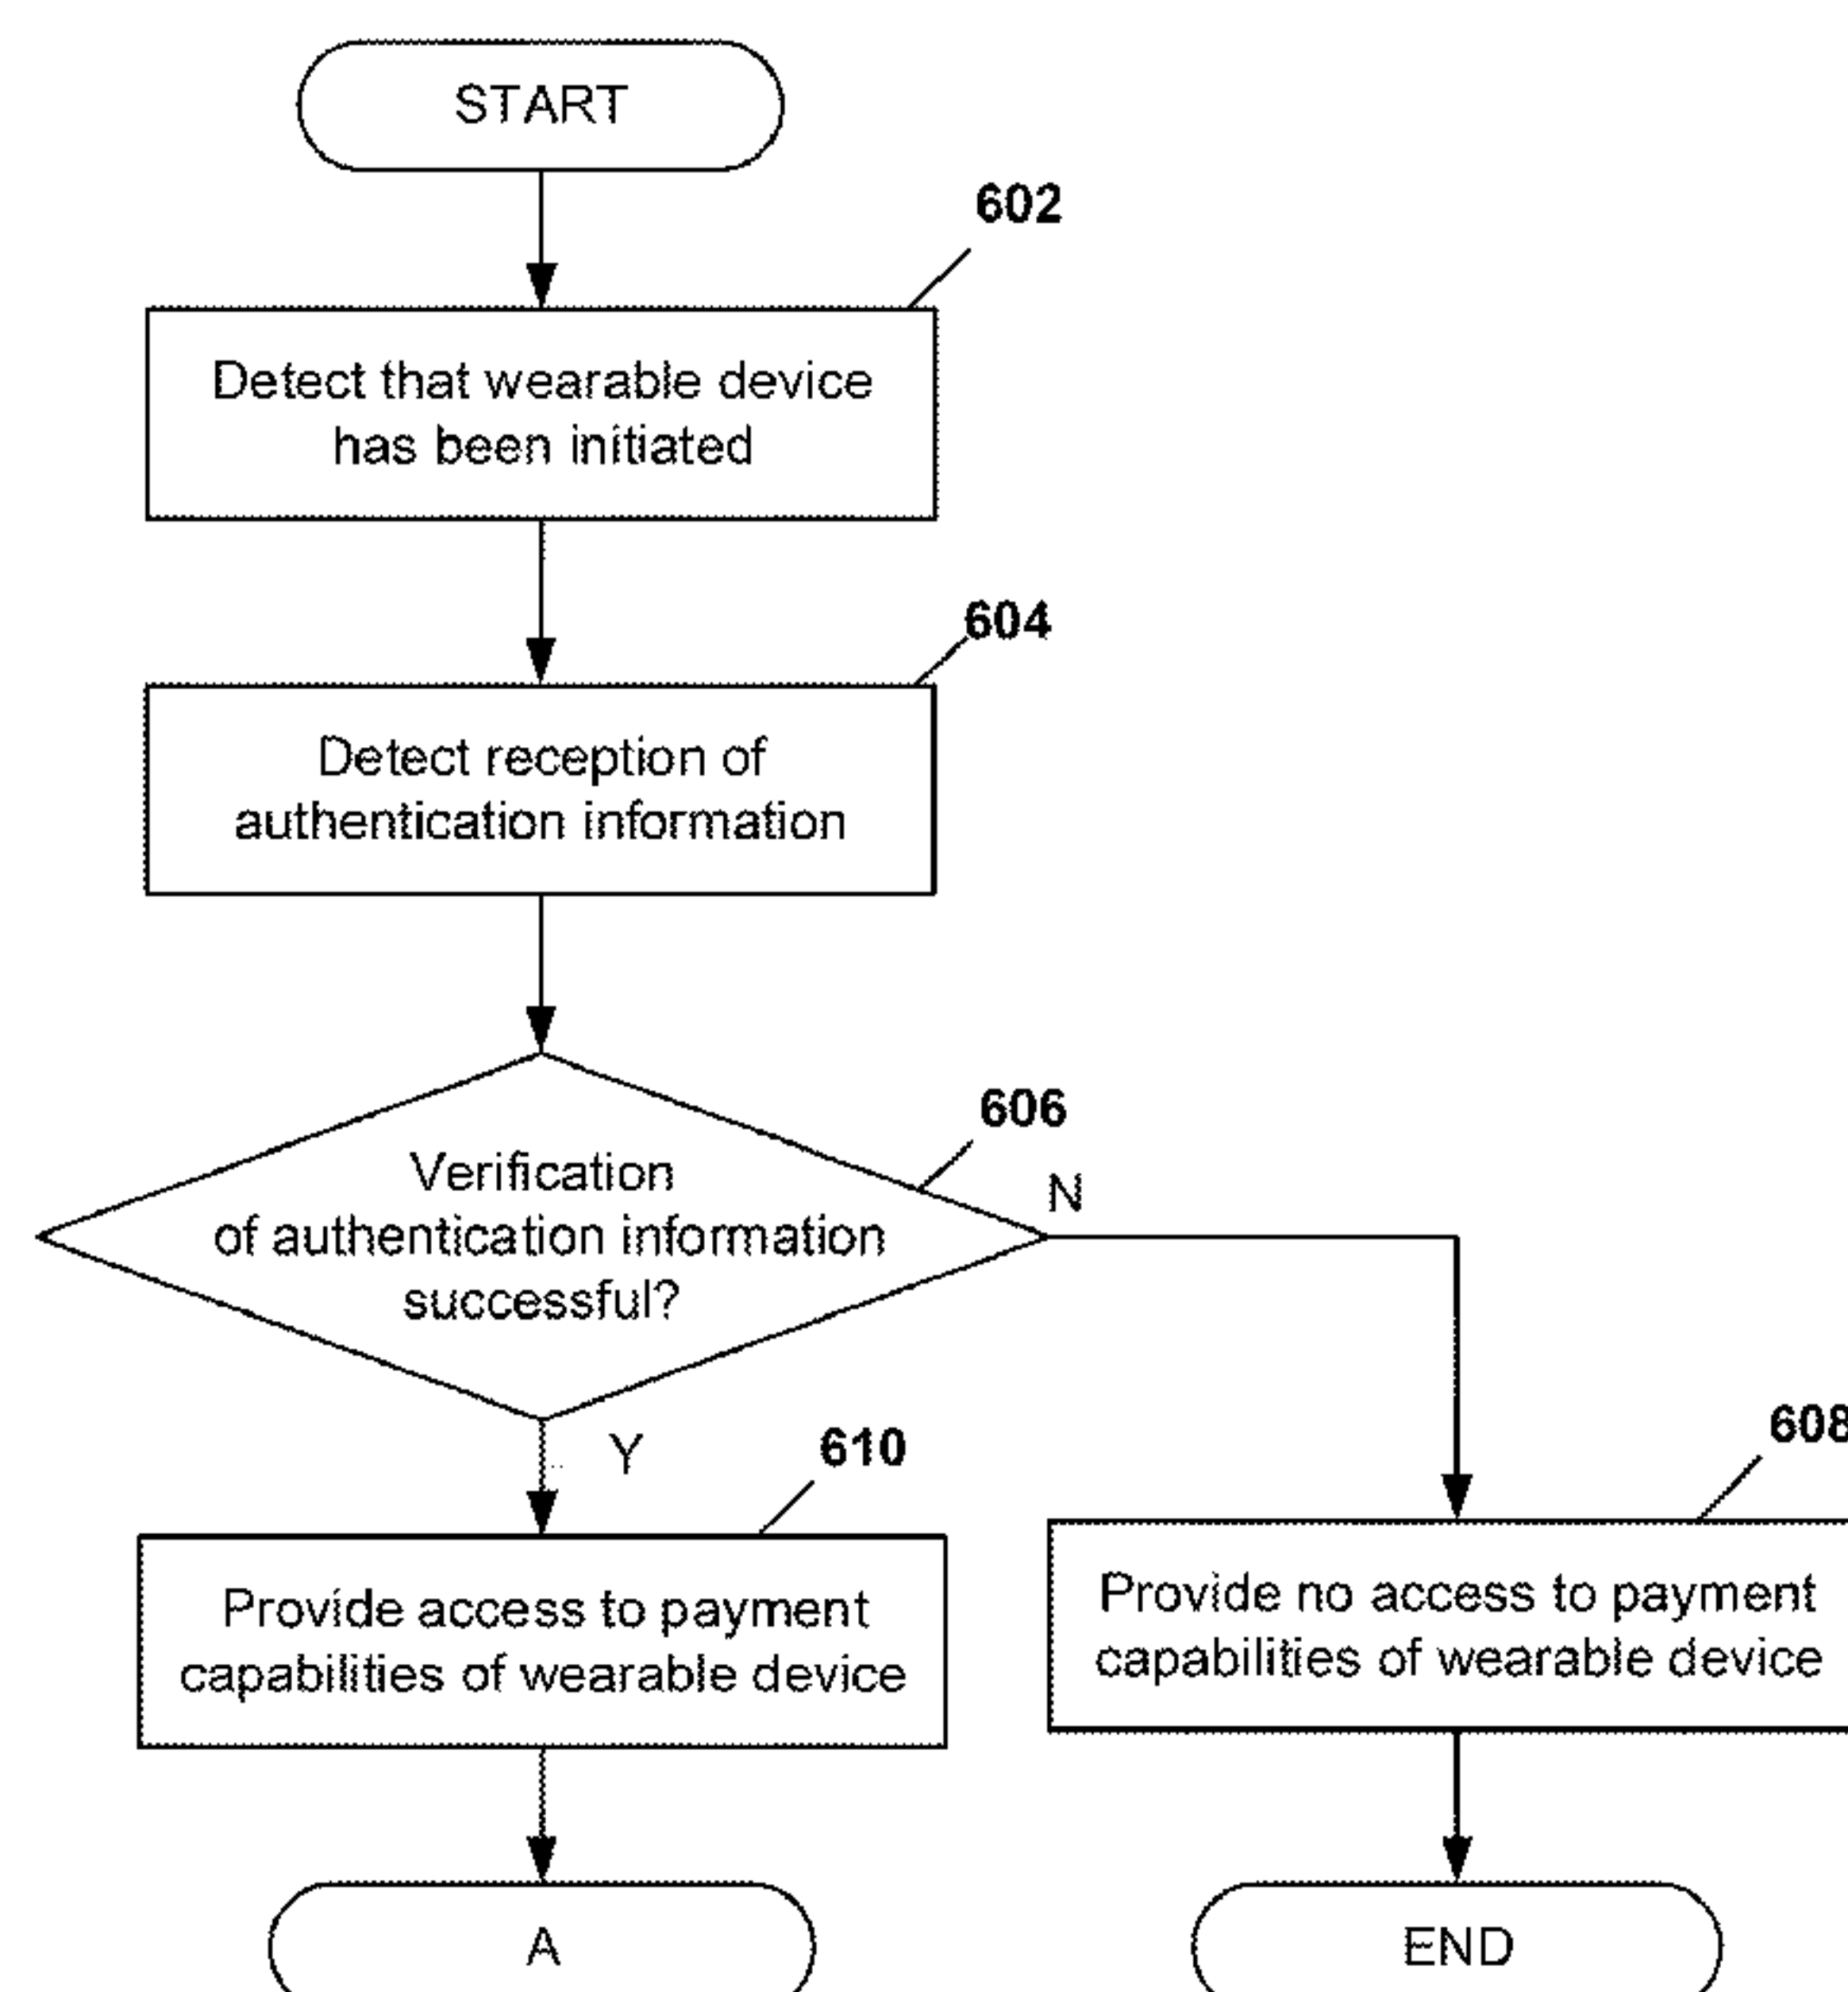 START
602
Detect that wearable device
has been initiated
604
Detect reception of
authentication information
606
Verification
of authentication information
successful?
N
Y
610
608
Provide access to payment
capabilities of wearable device
Provide no access to payment
capabilities of wearable device
A
END